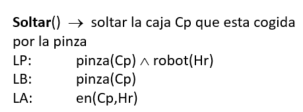 Soltar() → soltar la caja Cp que esta cogida
por la pinza
LP: pinza(Cp) ∧ robot(Hr)
LB: pinza(Cp)
LA: en(Cp,Hr)